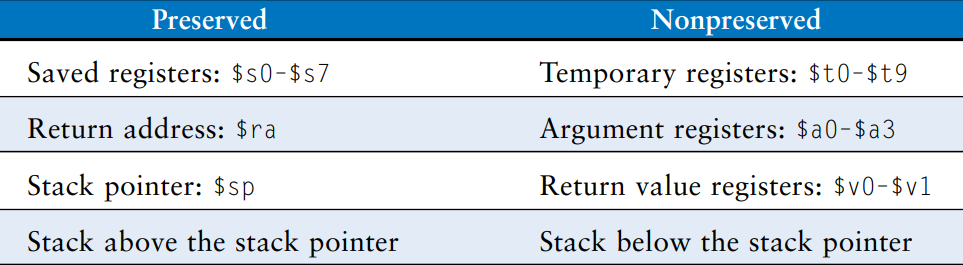 Preserved Nonpreserved
Saved registers: $s0-$s7 Temporary registers: $t0-$t9
Return address: $ra Argument registers: $a0-$a3
Stack pointer: $sp Return value registers: $v0-$v1
Stack above the stack pointer Stack below the stack pointer